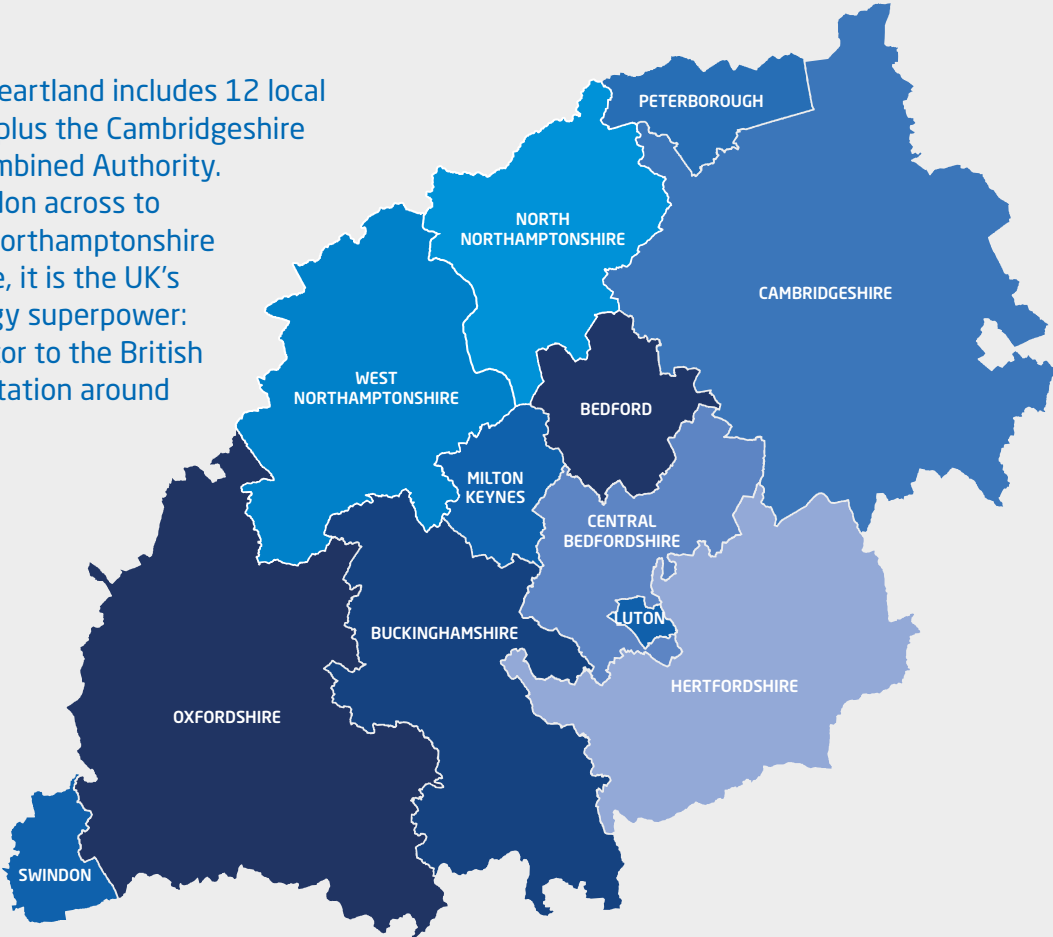 eartland includes 12 local
plus the Cambridgeshire
mbined Authority.
don across to
orthamptonshire
e, it is the UK's
gy superpower:
tor to the British
tation around
PETERBOROUGH
NORTH
NORTHAMPTONSHIRE
CAMBRIDGESHIRE
WEST
NORTHAMPTONSHIRE
BEDFORD
MILTON
KEYNES
CENTRAL
BEDFORDSHIRE
LUTON
BUCKINGHAMSHIRE
HERTFORDSHIRE
OXFORDSHIRE
SWINDON